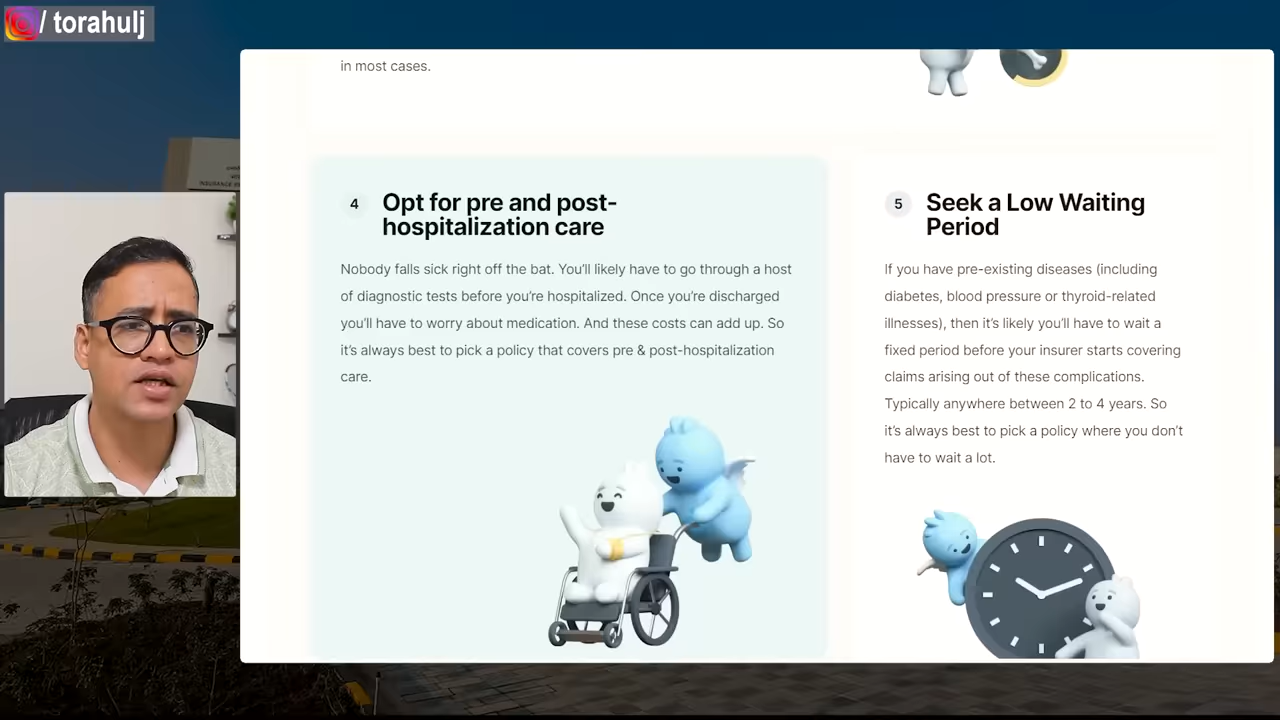 / torahulj
in most cases.
4
Opt for pre and post-
hospitalization care
Nobody falls sick right off the bat. You'll likely have to go through a host
of diagnostic tests before you're hospitalized. Once you're discharged
you'll have to worry about medication. And these costs can add up. So
it's always best to pick a policy that covers pre & post-hospitalization
care.
5
Seek a Low Waiting
Period
If you have pre-existing diseases (including
diabetes, blood pressure or thyroid-related
illnesses), then it's likely you'll have to wait a
fixed period before your insurer starts covering
claims arising out of these complications.
Typically anywhere between 2 to 4 years. So
it's always best to pick a policy where you don't
have to wait a lot.